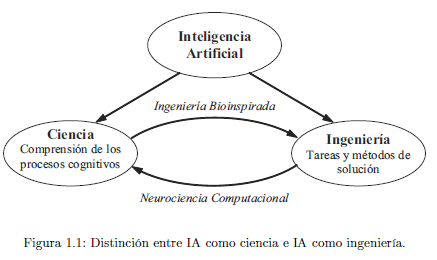 Inteligencia
Artificial
Ingeniería Bioinspirada
Ciencia
Comprensión de los
procesos cognitivos
Ingeniería
Tareas y métodos de
solución
Neurociencia Computacional
Figura 1.1: Distinción entre IA como ciencia e IA como ingeniería.